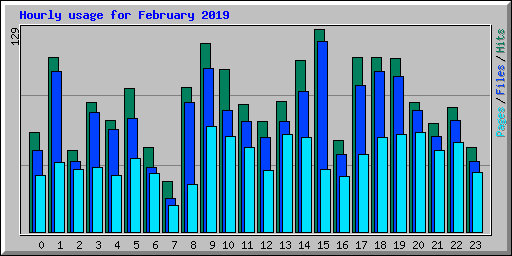 Hourly usage for February 2019
129
Pages/Files/Hits
0 1 2 3 4 5 6 7 8 9 10 11 12 13 14 15 16 17 18 19 20 21 22 23